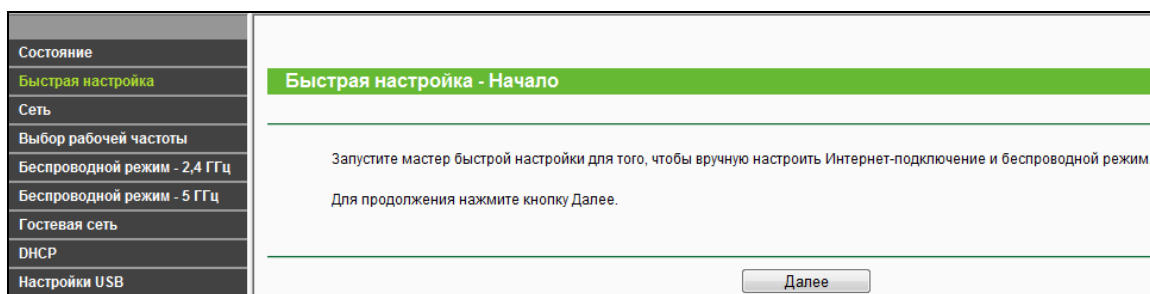 Состояние
Быстрая настройка
Сеть
Выбор рабочей частоты
Беспроводной режим - 2,4 ГГц
Беспроводной режим - 5 ГГц
Гостевая сеть
DHCP
Настройки USB
Быстрая настройка - Начало
Запустите мастер быстрой настройки для того, чтобы вручную настроить Интернет-подключение и беспроводной режим
Для продолжения нажмите кнопку Далее.
Далее